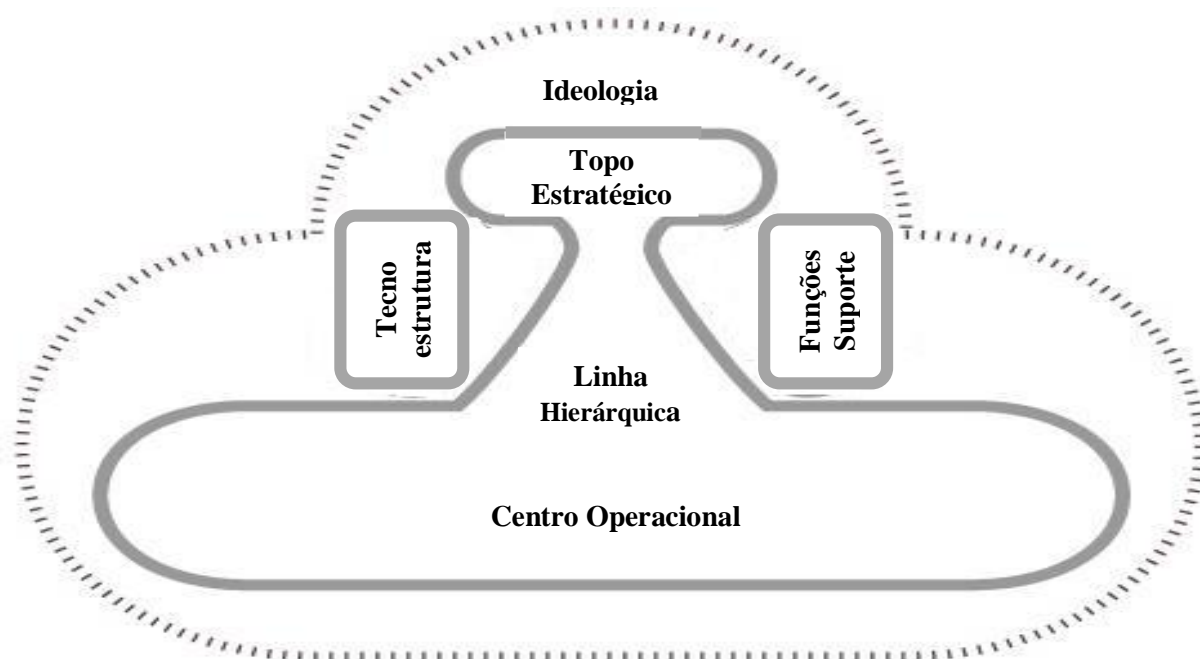 Ideologia
Topo
Estratégico
Tecno
estrutura
Funções
Suporte
Linha
Hierárquica
Centro Operacional